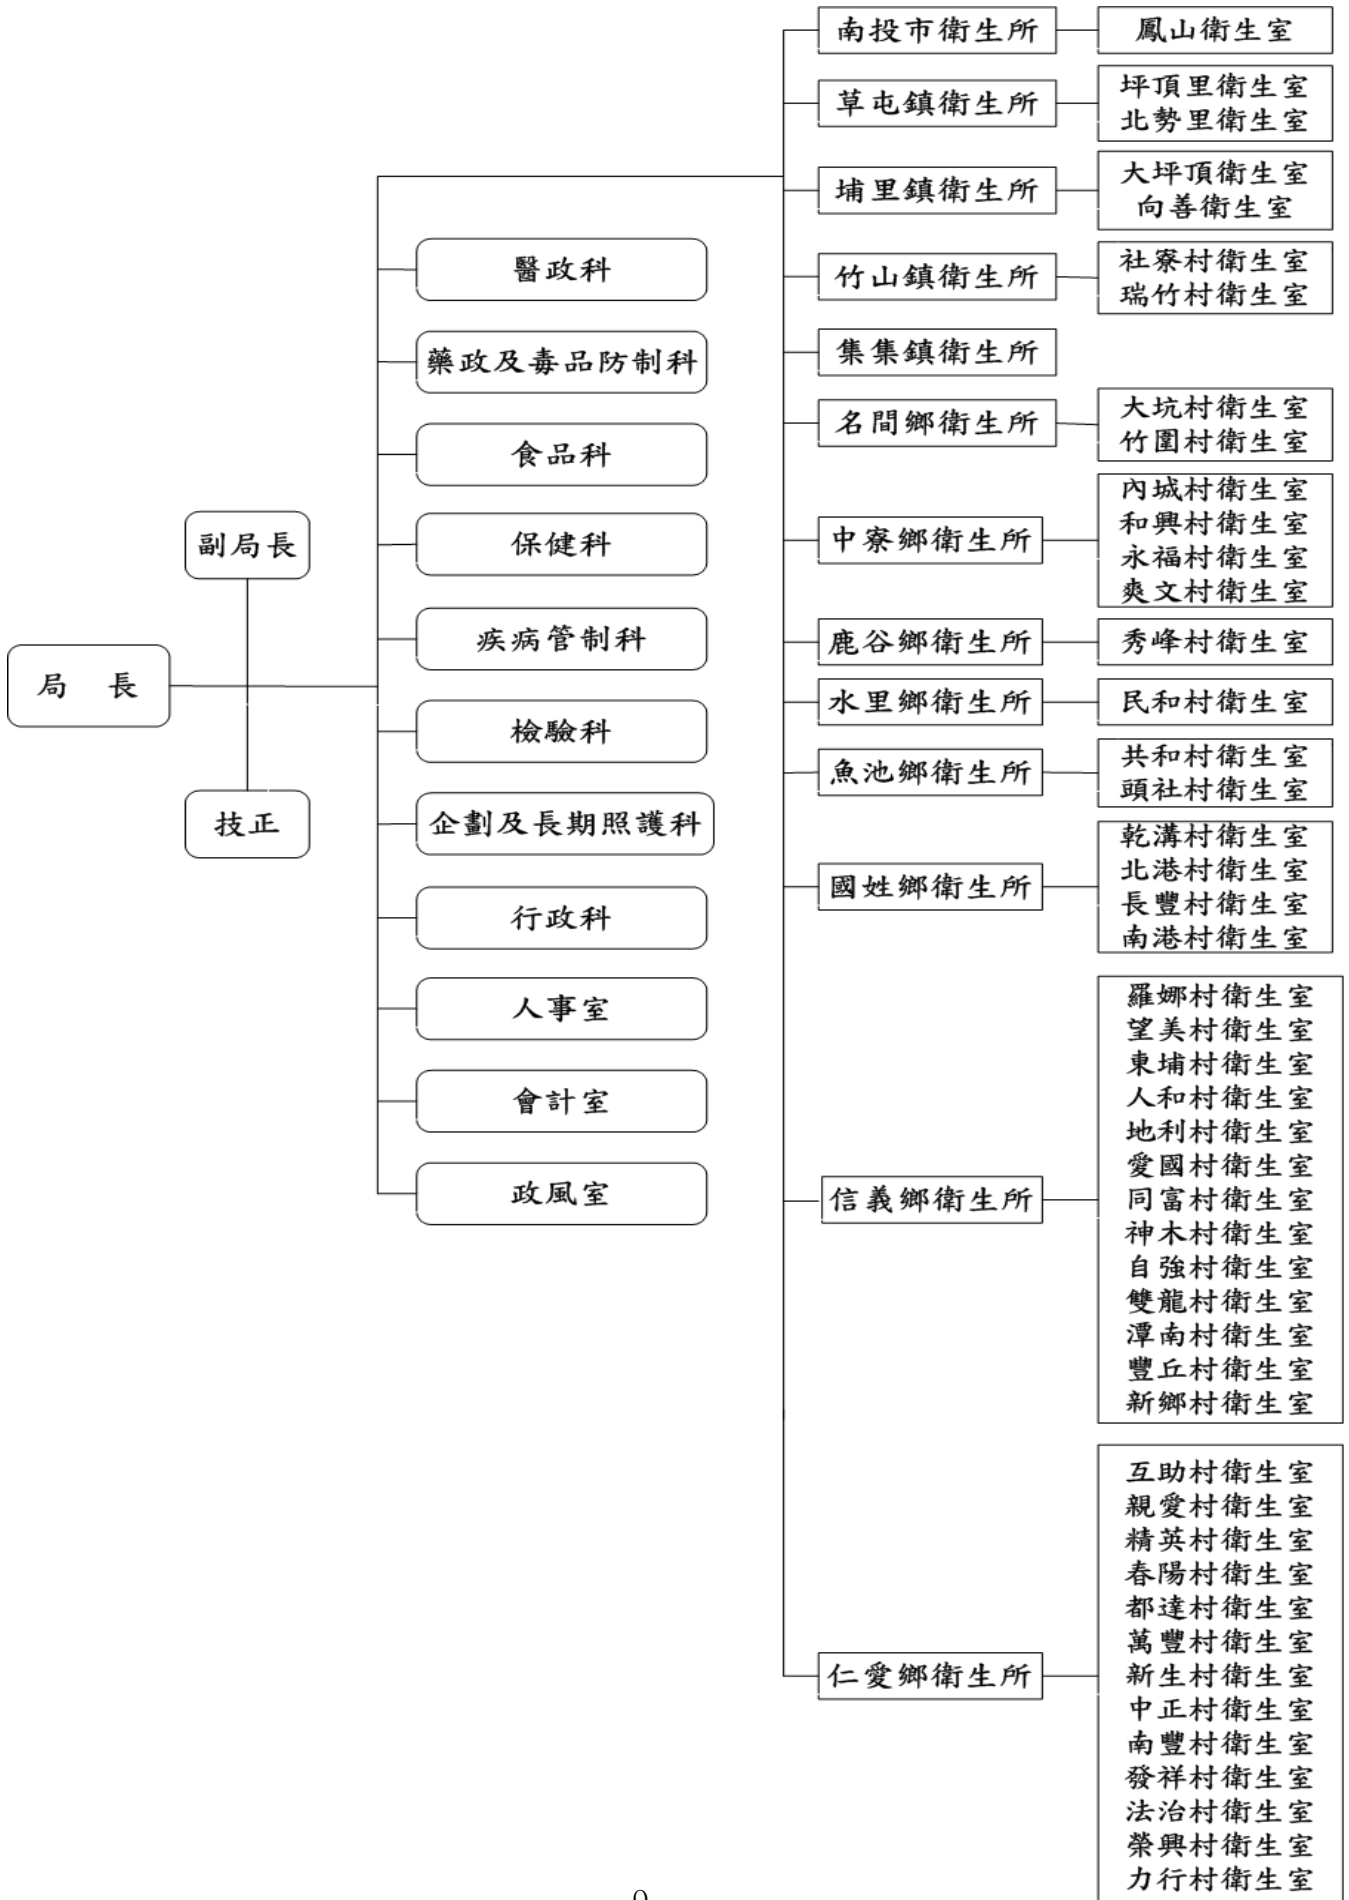 局 長
副局長
技正
醫政科
藥政及毒品防制科
食品科
保健科
疾病管制科
檢驗科
企劃及長期照護科
行政科
人事室
會計室
政風室
南投市衛生所
鳳山衛生室
草屯鎮衛生所
坪頂里衛生室
北勢里衛生室
埔里鎮衛生所
大坪頂衛生室
向善衛生室
竹山鎮衛生所
社寮村衛生室
瑞竹村衛生室
集集鎮衛生所
名間鄉衛生所
大坑村衛生室
竹圍村衛生室
中寮鄉衛生所
內城村衛生室
和興村衛生室
永福村衛生室
爽文村衛生室
鹿谷鄉衛生所
秀峰村衛生室
水里鄉衛生所
民和村衛生室
魚池鄉衛生所
共和村衛生室
頭社村衛生室
國姓鄉衛生所
乾溝村衛生室
北港村衛生室
長豐村衛生室
南港村衛生室
信義鄉衛生所
羅娜村衛生室
望美村衛生室
東埔村衛生室
人和村衛生室
地利村衛生室
愛國村衛生室
同富村衛生室
神木村衛生室
自強村衛生室
雙龍村衛生室
潭南村衛生室
豐丘村衛生室
新鄉村衛生室
仁愛鄉衛生所
互助村衛生室
親愛村衛生室
精英村衛生室
春陽村衛生室
都達村衛生室
萬豐村衛生室
新生村衛生室
中正村衛生室
南豐村衛生室
發祥村衛生室
法治村衛生室
榮興村衛生室
力行村衛生室